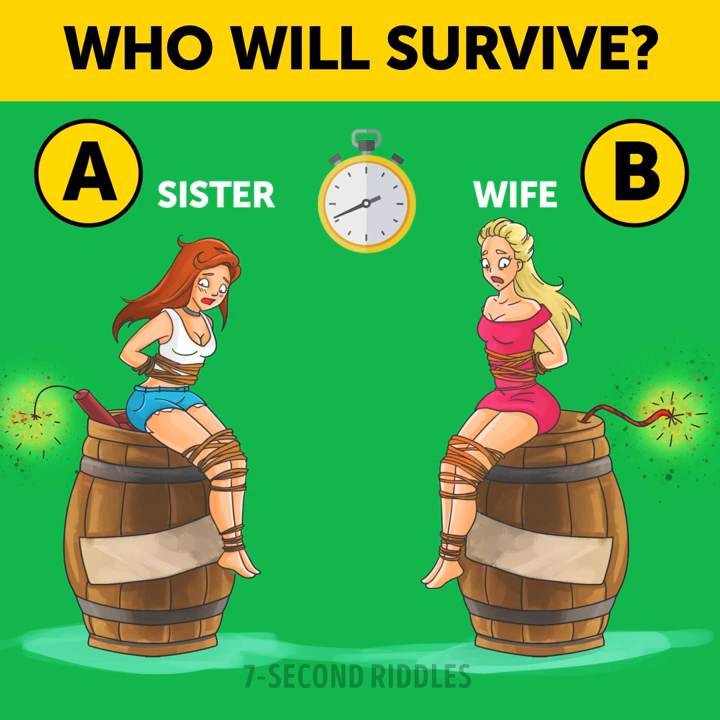 WHO WILL SURVIVE?
A
SISTER
WIFE
B
7-SECOND RIDDLES